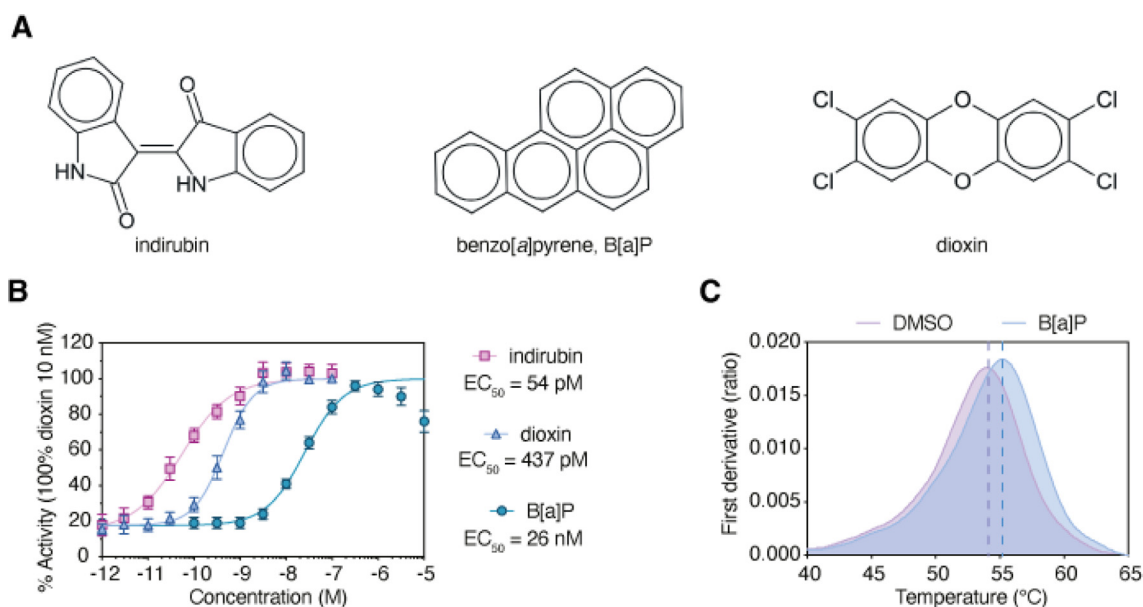 A
O
HN
NH
O
indirubin
benzo[a]pyrene, B[a]P
Cl
O
Cl
Cl
O
Cl
dioxin
B
% Activity (100% dioxin 10 nM)
120
100
80
60
40
20
0
-12
-11
-10
-9
-8
-7
-6
-5
Concentration (M)
indirubin
EC50 = 54 pM
dioxin
EC50 = 437 pM
B[a]P
EC50 = 26 nM
C
DMSO
B[a]P
First derivative (ratio)
0.020
0.015
0.010
0.005
0.000
40
45
50
55
60
65
Temperature (°C)